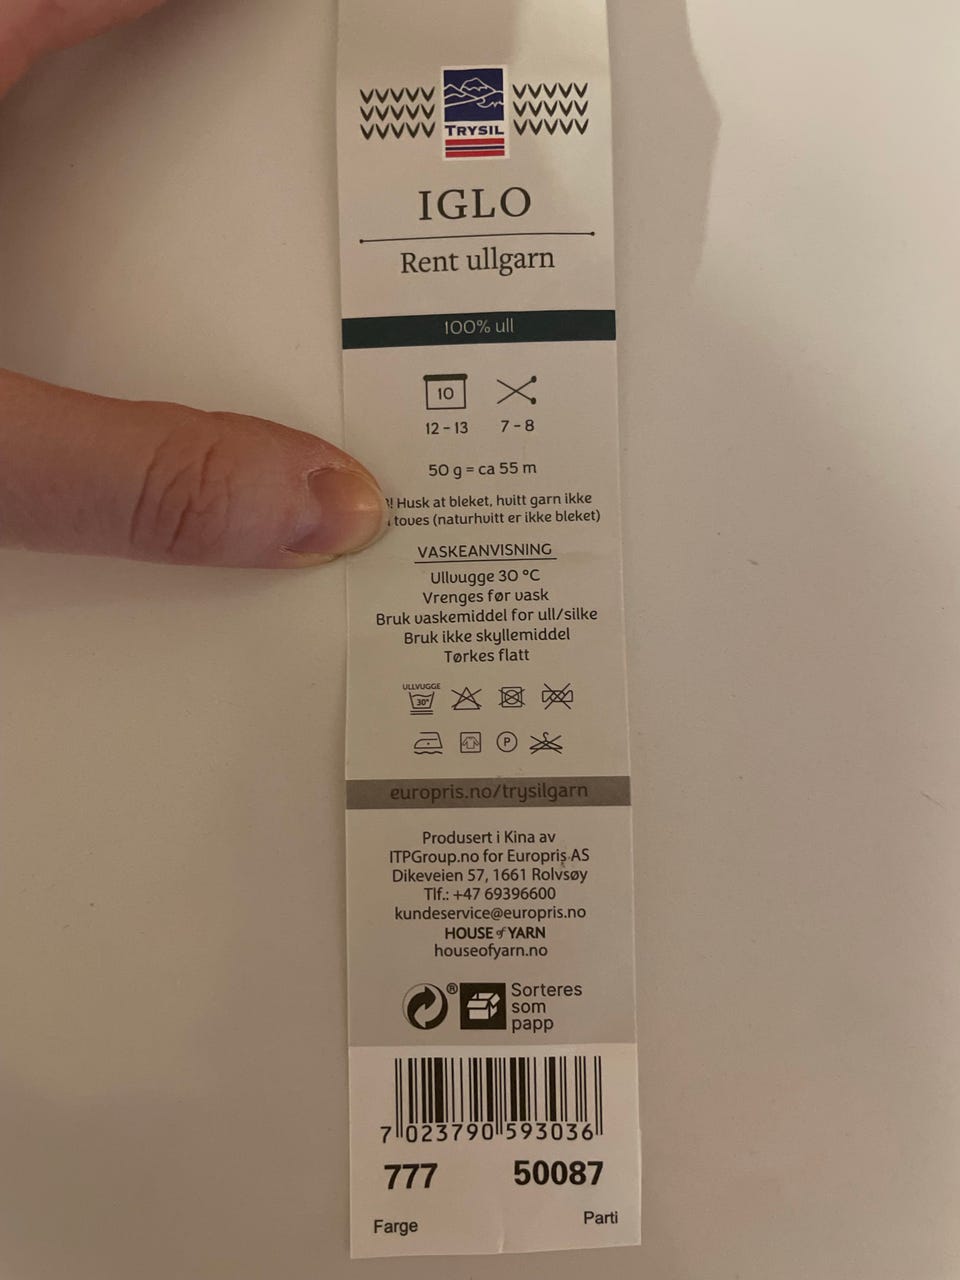 TRYSIL
IGLO
Rent ullgarn
100% ull
10
12 - 13 7 - 8
50 g = ca 55 m
! Husk at bleket, hvitt garn ikke
toves (naturhvitt er ikke bleket)
VASKEANVISNING
Ullvugge 30 °C
Vrenges før vask
Bruk vaskemiddel for ull/silke
Bruk ikke skyllemiddel
Tørkes flatt
ULLVUGGE
30°
P
europris.no/trysilgarn
Produsert i Kina av
ITPGroup.no for Europris AS
Dikeveien 57, 1661 Rolvsøy
Tlf.: +47 69396600
kundeservice@europris.no
HOUSE of YARN
houseofyarn.no
®
Sorteres
som
papp
7 023790 593036
777 50087
Farge Parti